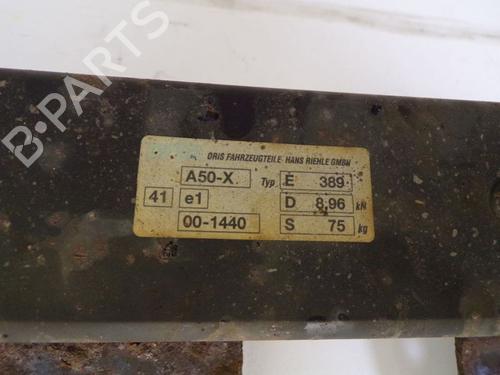 B-PARTS
ORIS FAHRZEUGTEILE HANS RIEHLE GMBH
A50-X Typ E 389
41 e1 D 8,96 kN
00-1440 S 75 kg